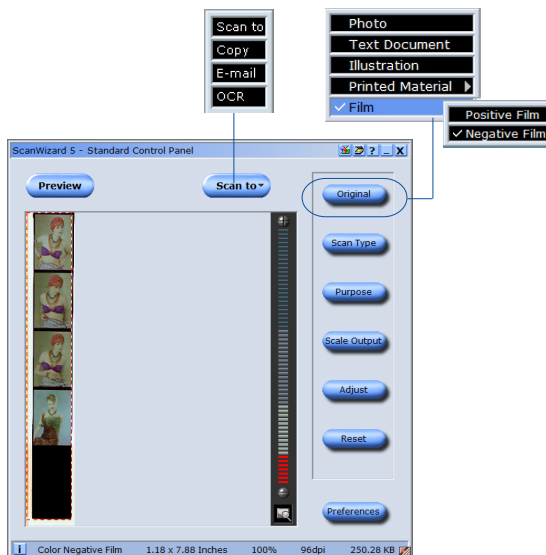 Scan to
Copy
E-mail
OCR
Photo
Text Document
Illustration
Printed Material
Film
Positive Film
Negative Film
ScanWizard 5 - Standard Control Panel
? _ X
Preview
Scan to
Original
Scan Type
Purpose
Scale Output
Adjust
Reset
Preferences
i Color Negative Film 1.18 x 7.88 Inches 100% 96dpi 250.28 KB